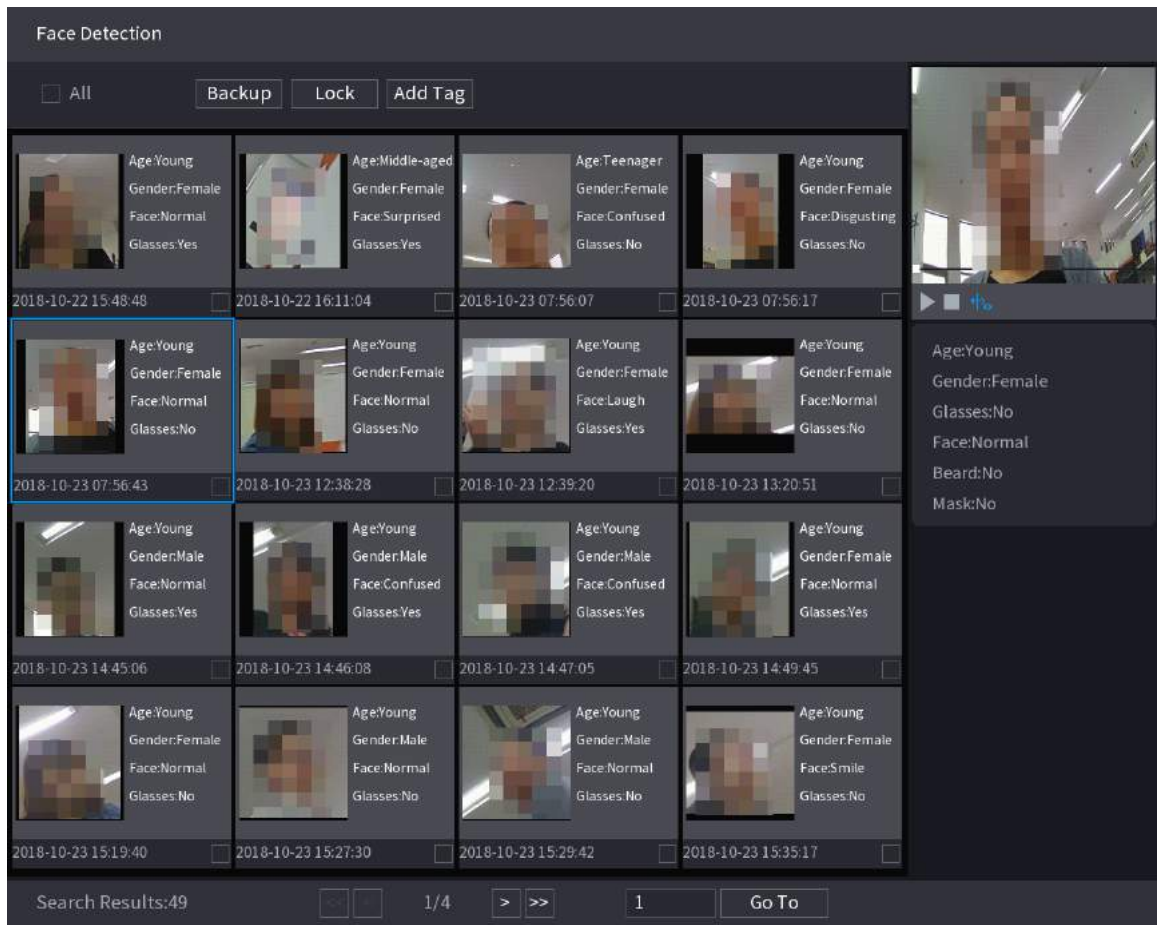 Face Detection
All
Backup
Lock
Add Tag
Age:Young
Gender:Female
Face:Normal
Glasses:Yes
2018-10-22 15:48:48
Age:Middle-aged
Gender:Female
Face:Surprised
Glasses:Yes
2018-10-22 16:11:04
Age:Teenager
Gender:Female
Face:Confused
Glasses:No
2018-10-23 07:56:07
Age:Young
Gender:Female
Face:Disgusting
Glasses:No
2018-10-23 07:56:17
Age:Young
Gender:Female
Face:Normal
Glasses:No
2018-10-23 07:56:43
Age:Young
Gender:Female
Face:Normal
Glasses:No
2018-10-23 12:38:28
Age:Young
Gender:Female
Face:Laugh
Glasses:Yes
2018-10-23 12:39:20
Age:Young
Gender:Female
Face:Normal
Glasses:No
2018-10-23 13:20:51
Age:Young
Gender:Male
Face:Normal
Glasses:Yes
2018-10-23 14:45:06
Age:Young
Gender:Male
Face:Confused
Glasses:Yes
2018-10-23 14:46:08
Age:Young
Gender:Male
Face:Confused
Glasses:Yes
2018-10-23 14:47:05
Age:Young
Gender:Female
Face:Normal
Glasses:Yes
2018-10-23 14:49:45
Age:Young
Gender:Female
Face:Normal
Glasses:No
2018-10-23 15:19:40
Age:Young
Gender:Male
Face:Normal
Glasses:No
2018-10-23 15:27:30
Age:Young
Gender:Male
Face:Normal
Glasses:No
2018-10-23 15:29:42
Age:Young
Gender:Female
Face:Smile
Glasses:No
2018-10-23 15:35:17
Age:Young
Gender:Female
Glasses:No
Face:Normal
Beard:No
Mask:No
Search Results:49
<< < 1/4 > >>
1
Go To